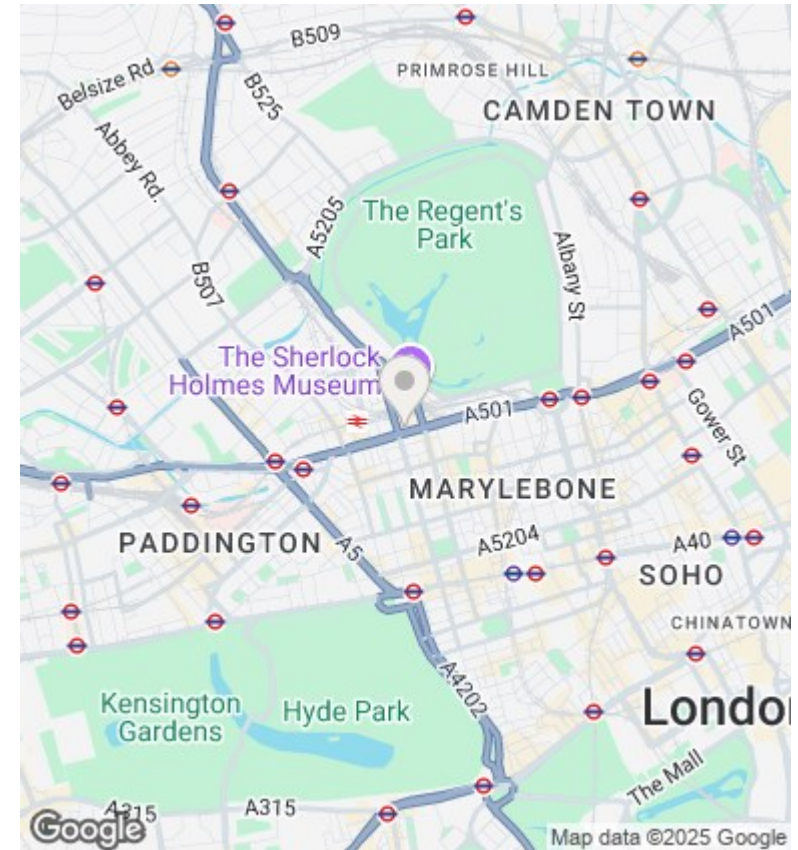 B509
PRIMROSE HILL
Belsize Rd
B525
CAMDEN TOWN
Abbey Rd.
A5205
The Regent's
Park
Albany St
B507
A501
The Sherlock
Holmes Museum
A501
Gower St
MARYLEBONE
PADDINGTON
A5
A5204
A40
SOHO
CHINATOWN
A4202
Kensington
Gardens
Hyde Park
London
The Mall
A315
A315
Google
Map data ©2025 Google